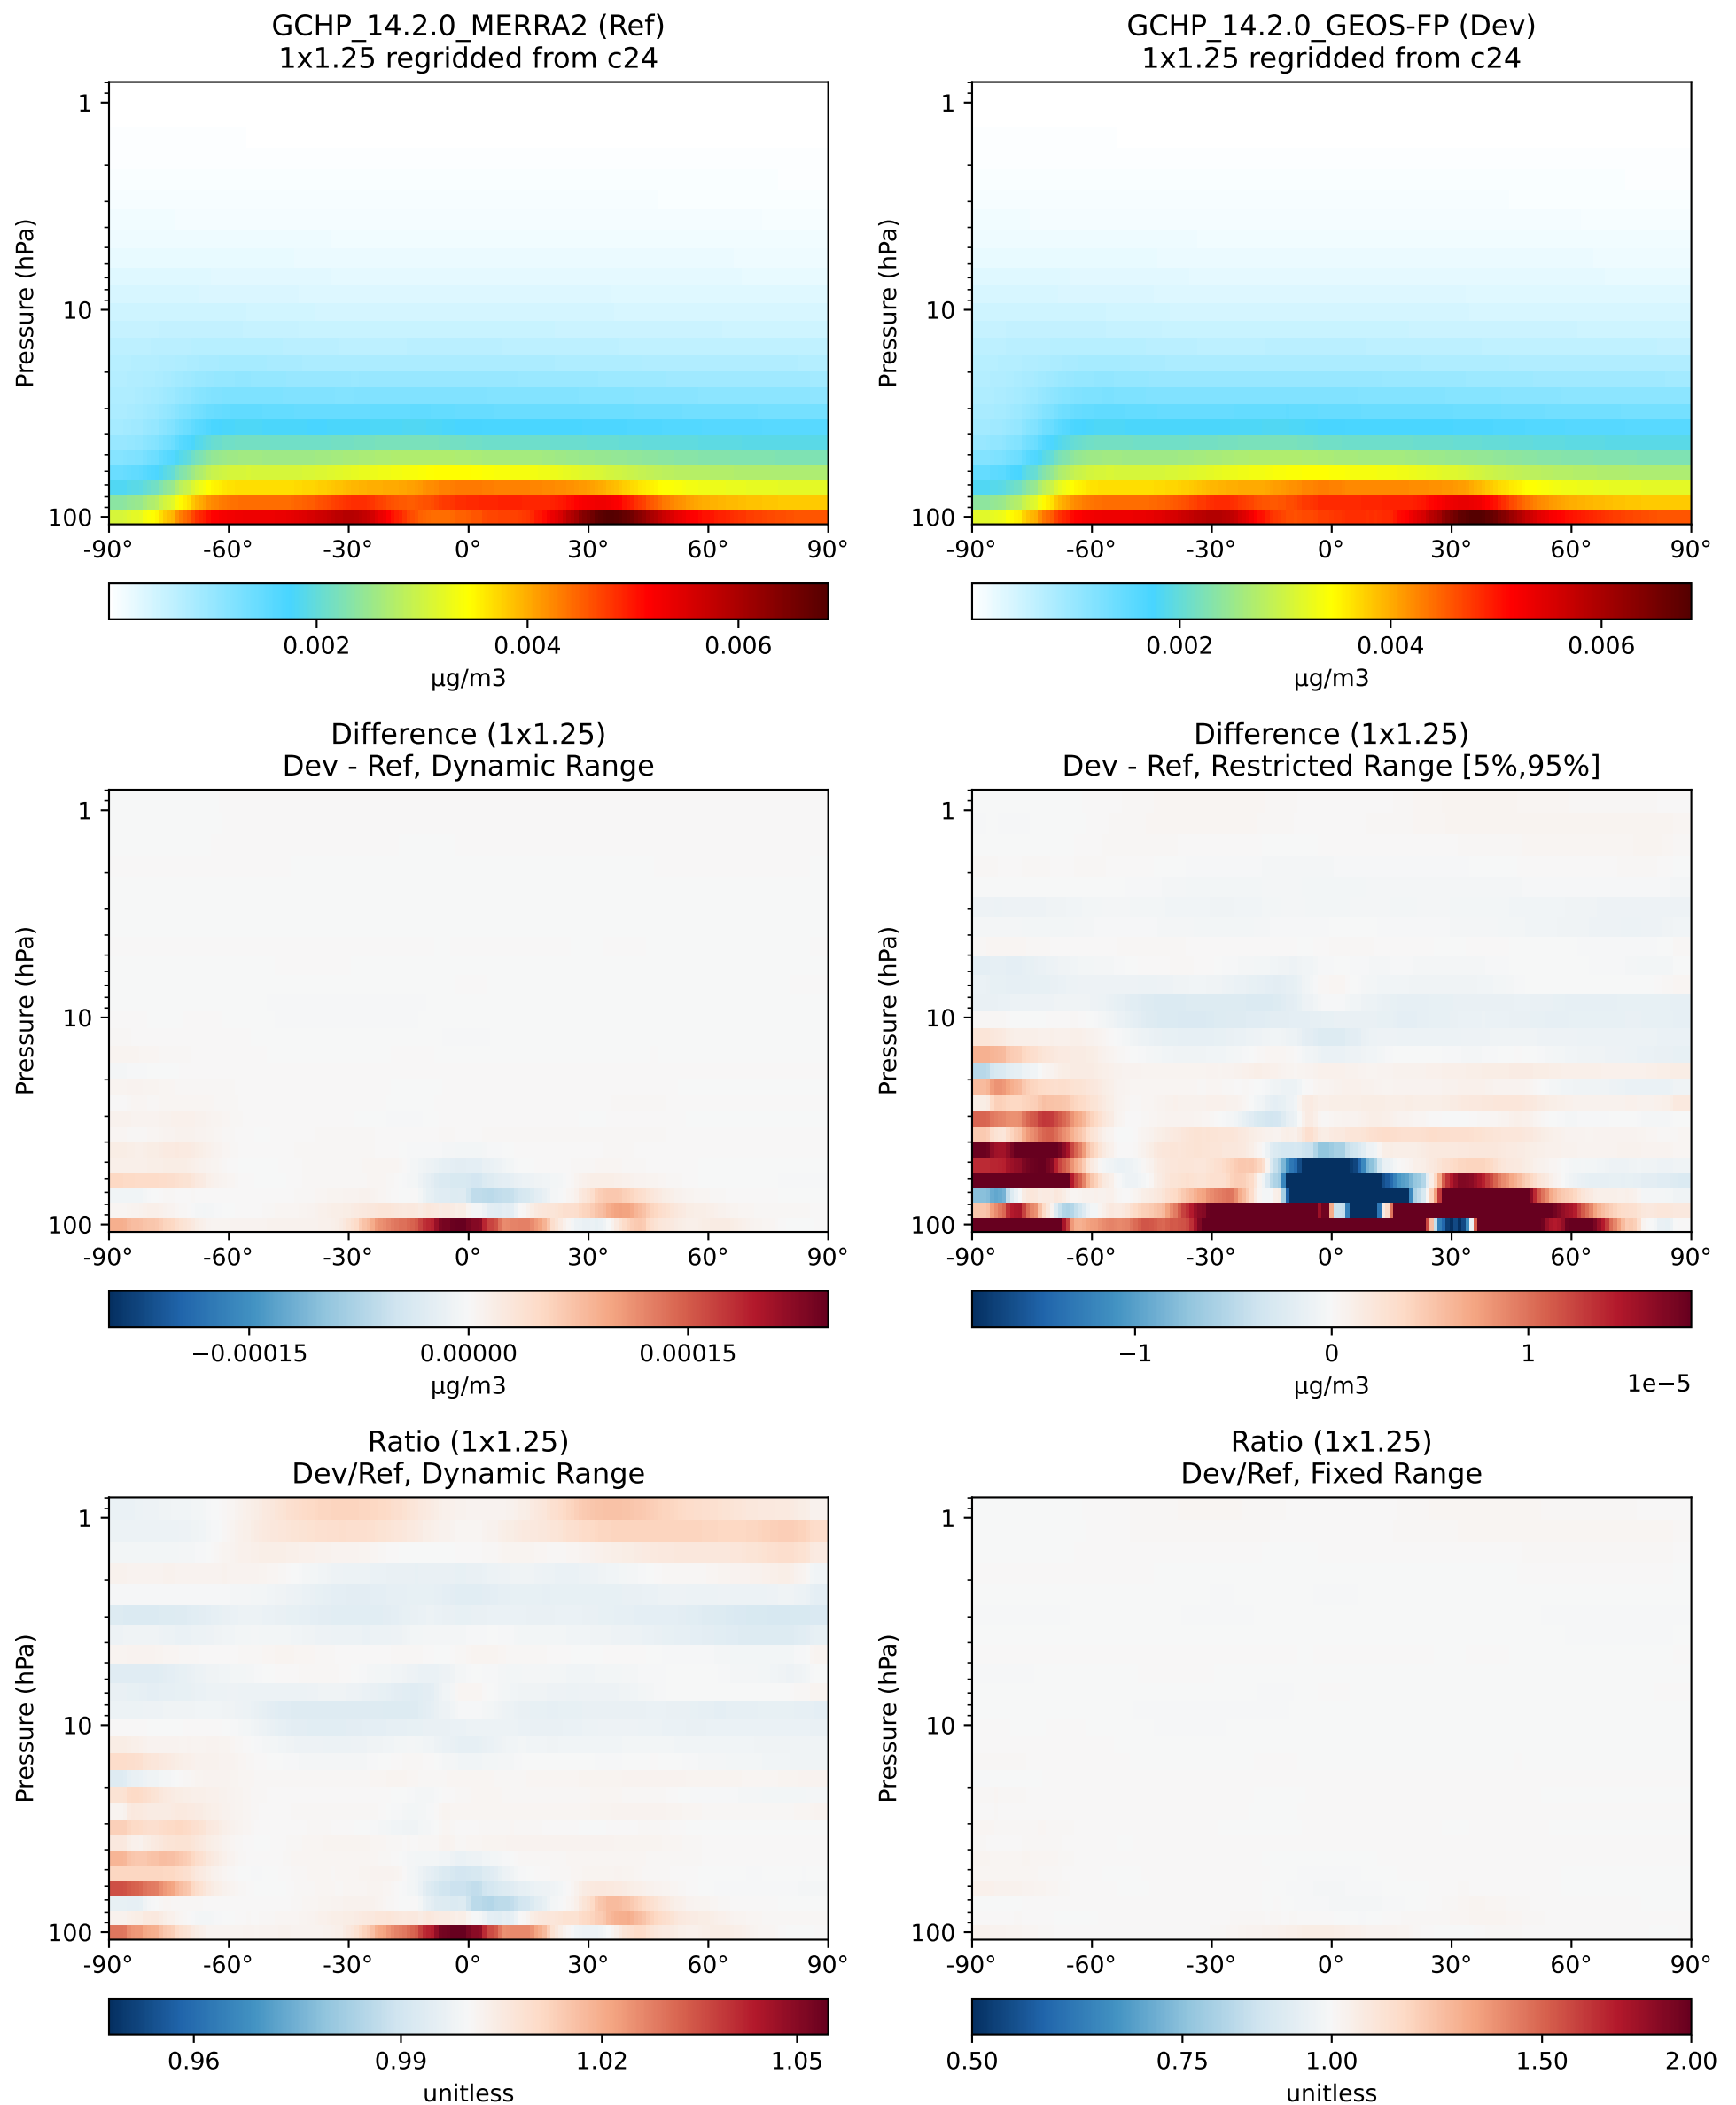 GCHP_14.2.0_MERRA2 (Ref)
1x1.25 regridded from c24
Pressure (hPa)
1
10
100
-90° -60° -30° 0° 30° 60° 90°
0.002 0.004 0.006
μg/m3
GCHP_14.2.0_GEOS-FP (Dev)
1x1.25 regridded from c24
Pressure (hPa)
1
10
100
-90° -60° -30° 0° 30° 60° 90°
0.002 0.004 0.006
μg/m3
Difference (1x1.25)
Dev - Ref, Dynamic Range
Pressure (hPa)
1
10
100
-90° -60° -30° 0° 30° 60° 90°
−0.00015 0.00000 0.00015
μg/m3
Difference (1x1.25)
Dev - Ref, Restricted Range [5%,95%]
Pressure (hPa)
1
10
100
-90° -60° -30° 0° 30° 60° 90°
−1 0 1
1e−5
μg/m3
Ratio (1x1.25)
Dev/Ref, Dynamic Range
Pressure (hPa)
1
10
100
-90° -60° -30° 0° 30° 60° 90°
0.96 0.99 1.02 1.05
unitless
Ratio (1x1.25)
Dev/Ref, Fixed Range
Pressure (hPa)
1
10
100
-90° -60° -30° 0° 30° 60° 90°
0.50 0.75 1.00 1.50 2.00
unitless